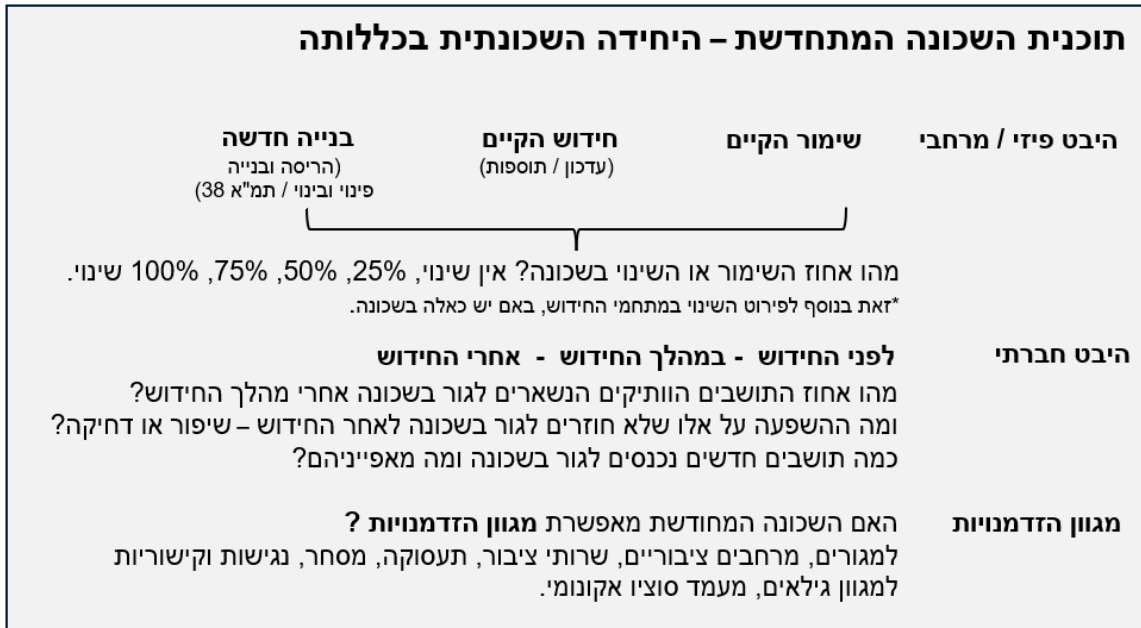 תוכנית השכונה המתחדשת – היחידה השכונתית בכללותה
היבט פיזי / מרחבי
שימור הקיים
חידוש הקיים
(עדכון / תוספות)
בנייה חדשה
(הריסה ובנייה
פינוי ובינוי / תמ"א 38)
מהו אחוז השימור או השינוי בשכונה? אין שינוי, 25%, 50%, 75%, 100% שינוי.
*זאת בנוסף לפירוט השינוי במתחמי החידוש, באם יש כאלה בשכונה.
היבט חברתי
לפני החידוש - במהלך החידוש - אחרי החידוש
מהו אחוז התושבים הוותיקים הנשארים לגור בשכונה אחרי מהלך החידוש?
ומה ההשפעה על אלו שלא חוזרים לגור בשכונה לאחר החידוש – שיפור או דחיקה?
כמה תושבים חדשים נכנסים לגור בשכונה ומה מאפייניהם?
מגוון הזדמנויות
האם השכונה המחודשת מאפשרת מגוון הזדמנויות ?
למגורים, מרחבים ציבוריים, שרותי ציבור, תעסוקה, מסחר, נגישות וקישוריות
למגוון גילאים, מעמד סוציו אקונומי.